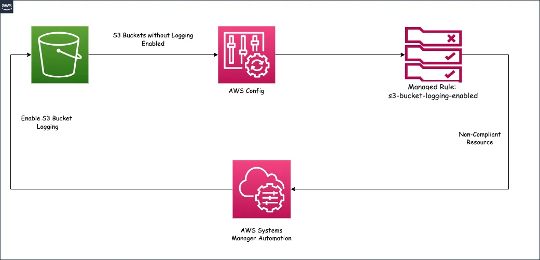 aws
S3 Buckets without Logging
Enabled
AWS Config
Managed Rule:
s3-bucket-logging-enabled
Enable S3 Bucket
Logging
Non-Compliant
Resource
AWS Systems
Manager Automation